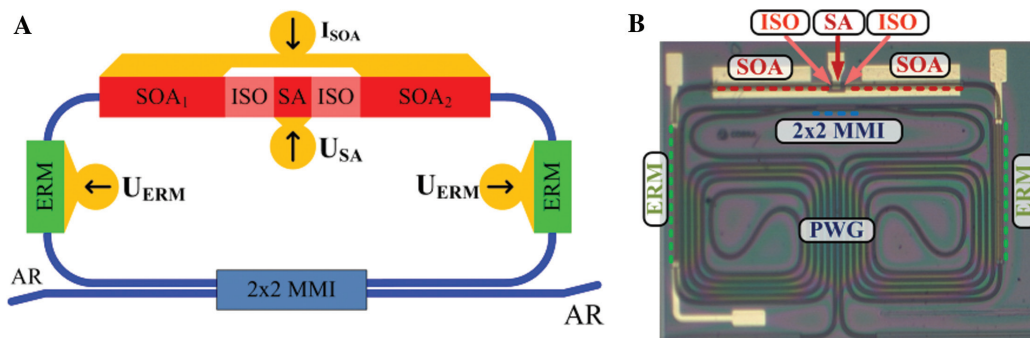 A
I_SOA
SOA₁
ISO
SA
ISO
SOA₂
U_SA
ERM
U_ERM
U_ERM
ERM
AR
2x2 MMI
AR
B
ISO
SA
ISO
SOA
SOA
2x2 MMI
COBRA
ERM
PWG
ERM